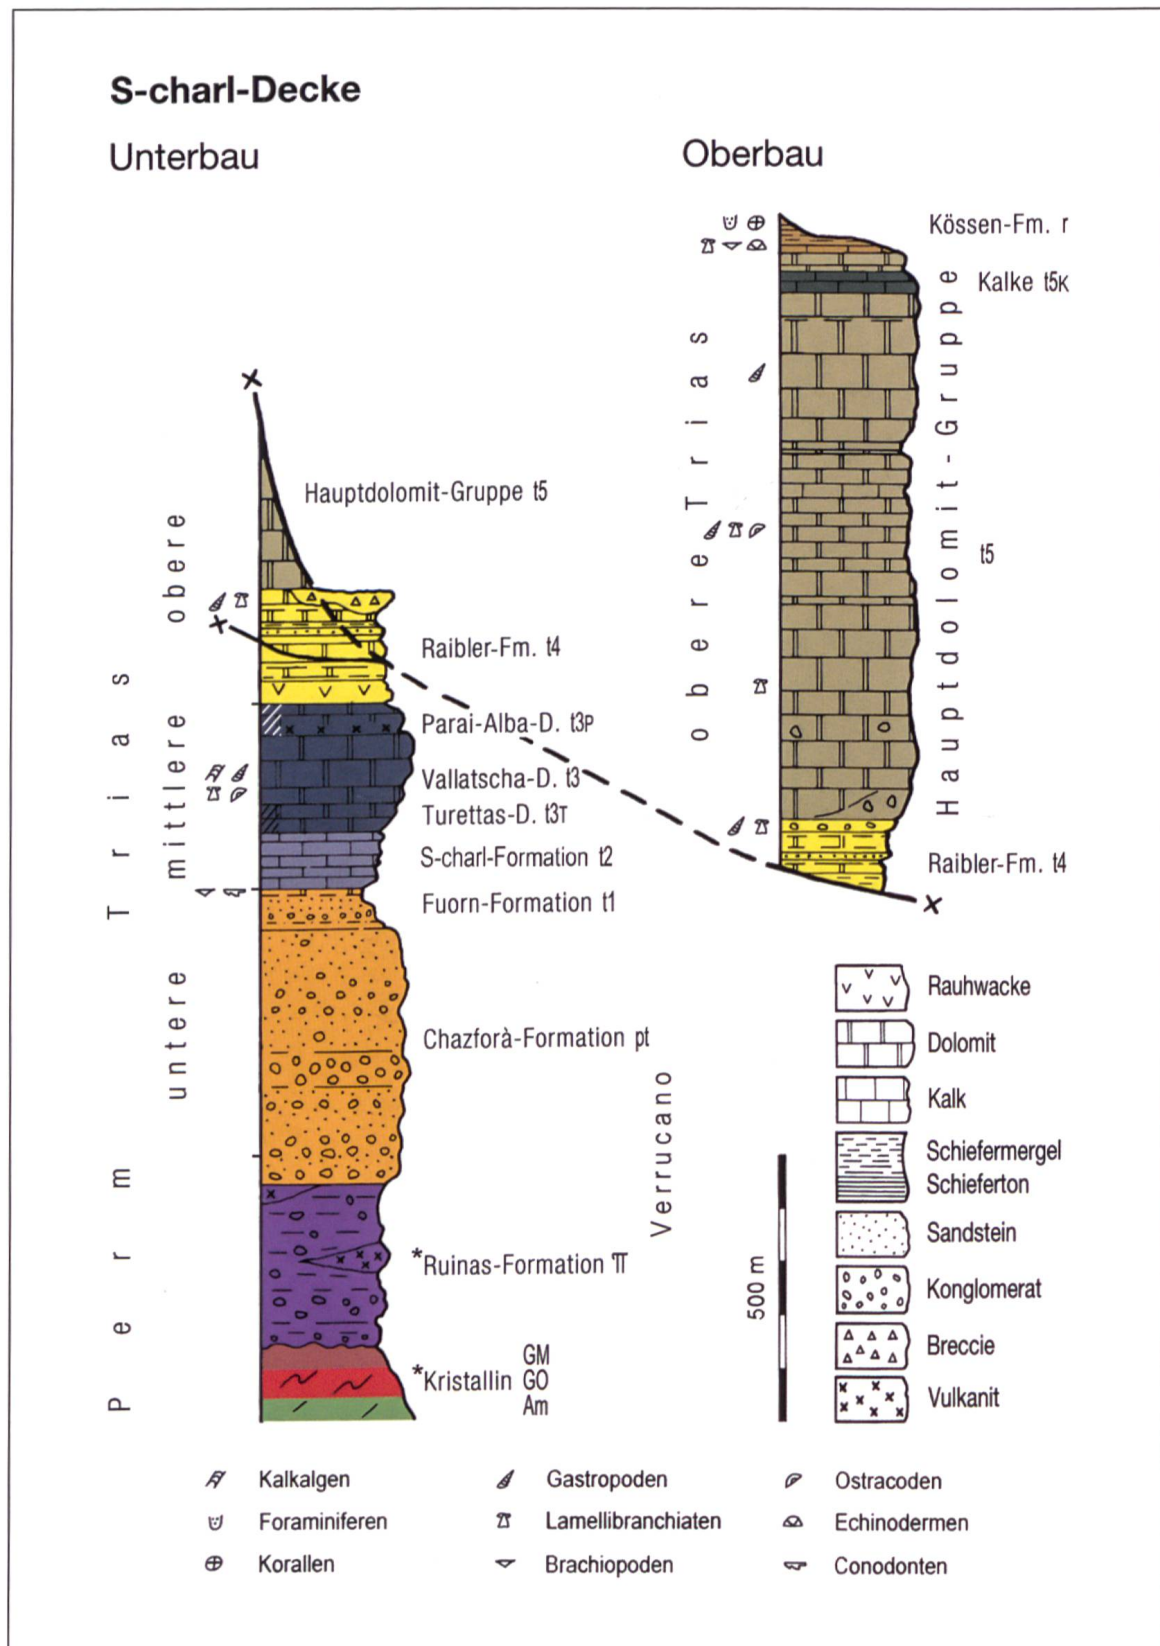 S-charl-Decke
Unterbau
Oberbau
Kössen-Fm. r
Kalke t5K
Hauptdolomit-Gruppe
t5
obere Trias
Raibler-Fm. t4
Hauptdolomit-Gruppe t5
Raibler-Fm. t4
Parai-Alba-D. t3P
Vallatscha-D. t3
Turettas-D. t3T
S-charl-Formation t2
Fuorn-Formation t1
Chazforà-Formation pt
*Ruinas-Formation
*Kristallin
GM
GO
Am
obere
mittlere
untere
Trias
Perm
Verrucano
500 m
Rauhwacke
Dolomit
Kalk
Schiefermergel
Schieferton
Sandstein
Konglomerat
Breccie
Vulkanit
Kalkalgen
Gastropoden
Ostracoden
Foraminiferen
Lamellibranchiaten
Echinodermen
Korallen
Brachiopoden
Conodonten